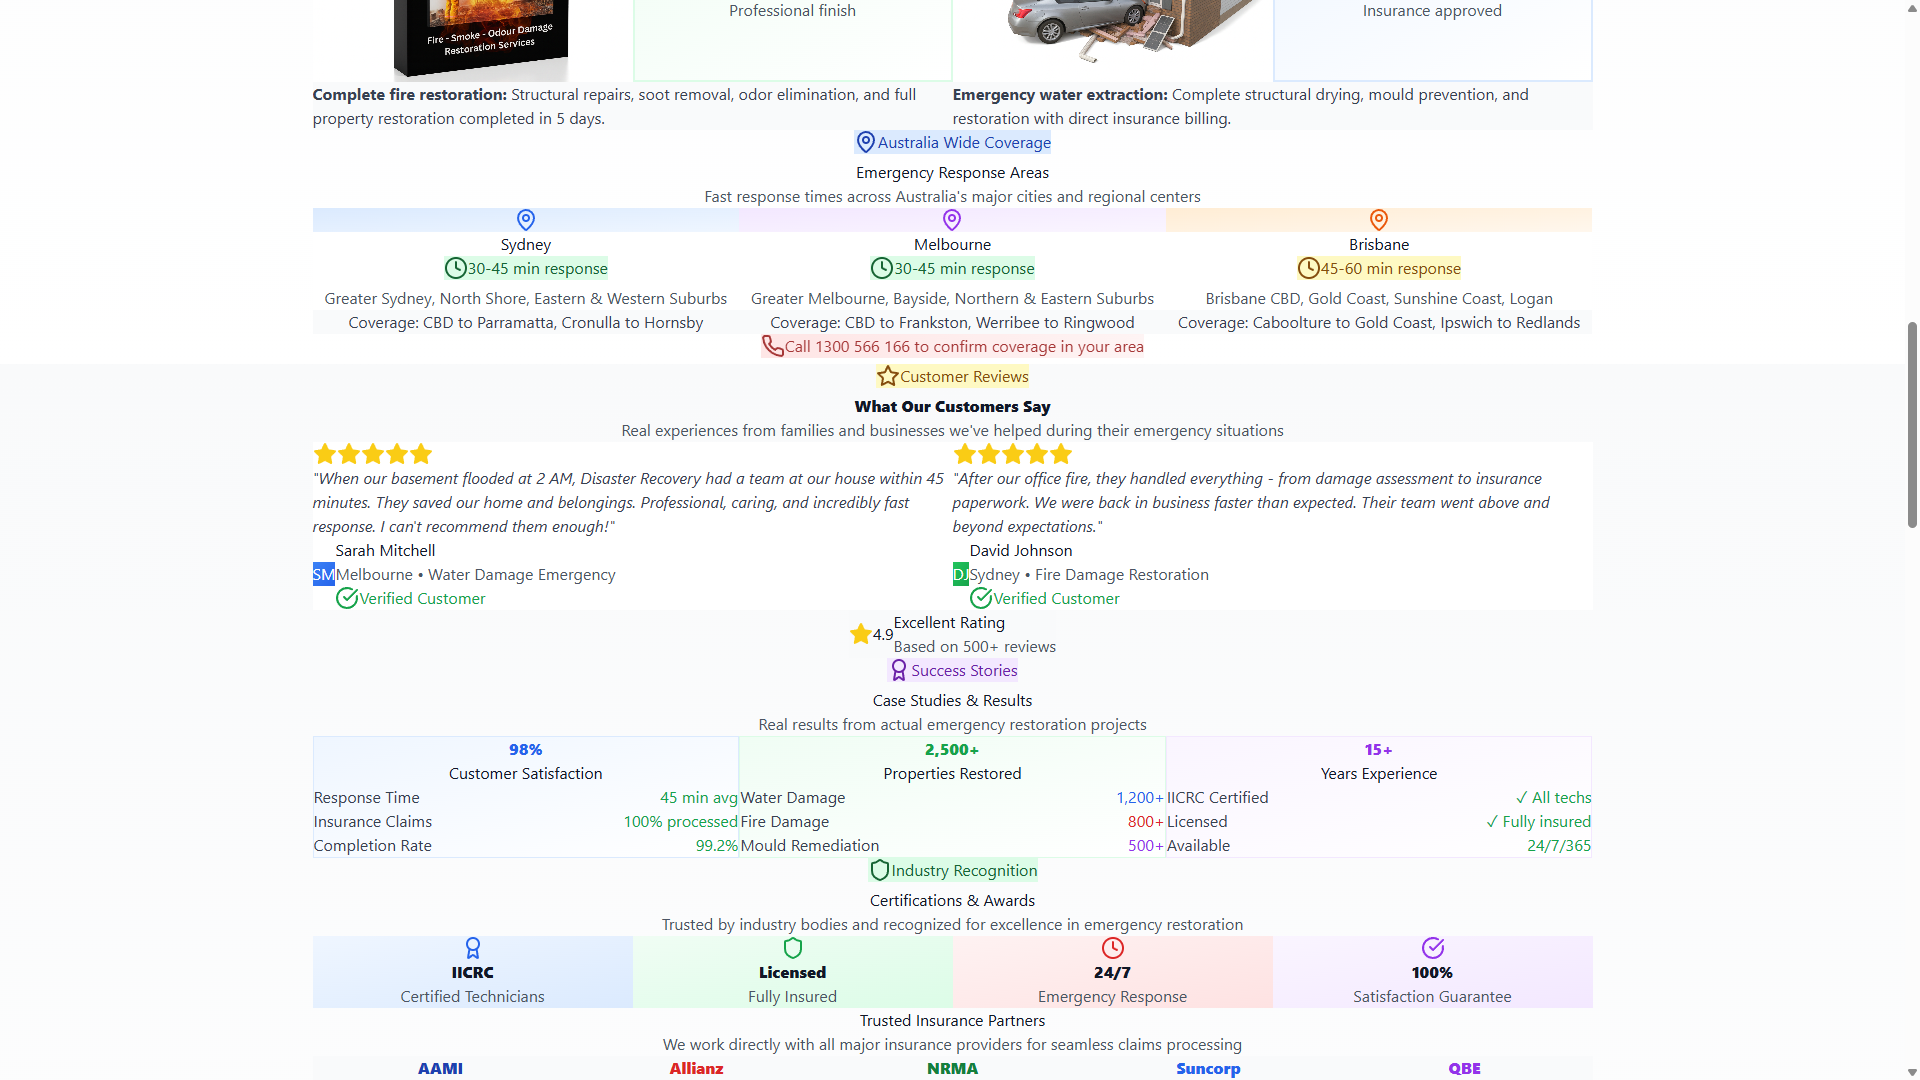 Fire - Smoke - Odour Damage
Restoration Services
Professional finish
Insurance approved
Complete fire restoration: Structural repairs, soot removal, odor elimination, and full
property restoration completed in 5 days.
Emergency water extraction: Complete structural drying, mould prevention, and
restoration with direct insurance billing.
Australia Wide Coverage
Emergency Response Areas
Fast response times across Australia's major cities and regional centers
Sydney
30-45 min response
Greater Sydney, North Shore, Eastern & Western Suburbs
Coverage: CBD to Parramatta, Cronulla to Hornsby
Melbourne
30-45 min response
Greater Melbourne, Bayside, Northern & Eastern Suburbs
Coverage: CBD to Frankston, Werribee to Ringwood
Brisbane
45-60 min response
Brisbane CBD, Gold Coast, Sunshine Coast, Logan
Coverage: Caboolture to Gold Coast, Ipswich to Redlands
Call 1300 566 166 to confirm coverage in your area
Customer Reviews
What Our Customers Say
Real experiences from families and businesses we've helped during their emergency situations
"When our basement flooded at 2 AM, Disaster Recovery had a team at our house within 45
minutes. They saved our home and belongings. Professional, caring, and incredibly fast
response. I can't recommend them enough!"
SM
Sarah Mitchell
Melbourne • Water Damage Emergency
Verified Customer
"After our office fire, they handled everything - from damage assessment to insurance
paperwork. We were back in business faster than expected. Their team went above and
beyond expectations."
DJ
David Johnson
Sydney • Fire Damage Restoration
Verified Customer
4.9
Excellent Rating
Based on 500+ reviews
Success Stories
Case Studies & Results
Real results from actual emergency restoration projects
98%
Customer Satisfaction
Response Time 45 min avg
Insurance Claims 100% processed
Completion Rate 99.2%
2,500+
Properties Restored
Water Damage 1,200+
Fire Damage 800+
Mould Remediation 500+
15+
Years Experience
IICRC Certified ✓ All techs
Licensed ✓ Fully insured
Available 24/7/365
Industry Recognition
Certifications & Awards
Trusted by industry bodies and recognized for excellence in emergency restoration
IICRC
Certified Technicians
Licensed
Fully Insured
24/7
Emergency Response
100%
Satisfaction Guarantee
Trusted Insurance Partners
We work directly with all major insurance providers for seamless claims processing
AAMI
Allianz
NRMA
Suncorp
QBE